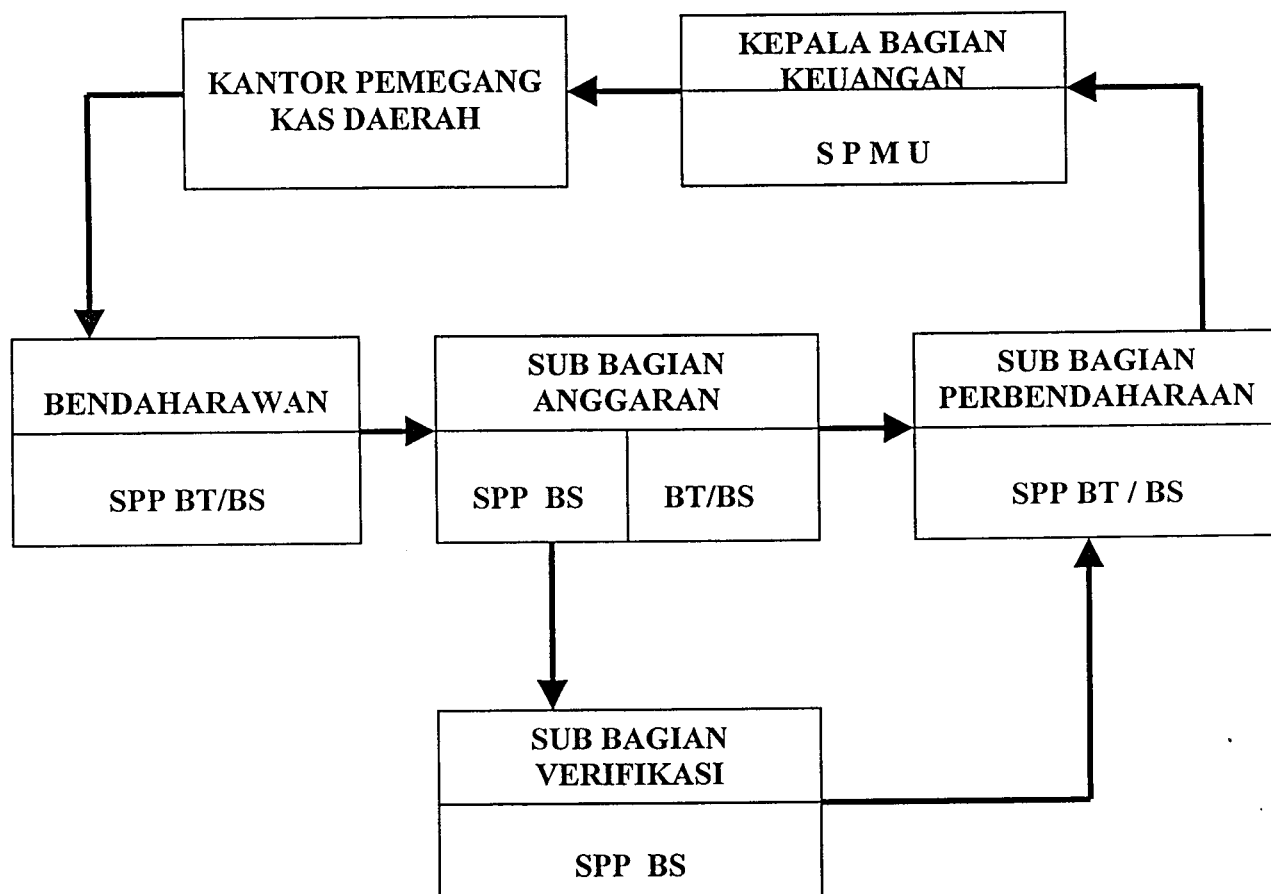 KANTOR PEMEGANG
KAS DAERAH
KEPALA BAGIAN
KEUANGAN
S P M U
BENDAHARAWAN
SPP BT/BS
SUB BAGIAN
ANGGARAN
SPP BS
BT/BS
SUB BAGIAN
PERBENDAHARAAN
SPP BT / BS
SUB BAGIAN
VERIFIKASI
SPP BS